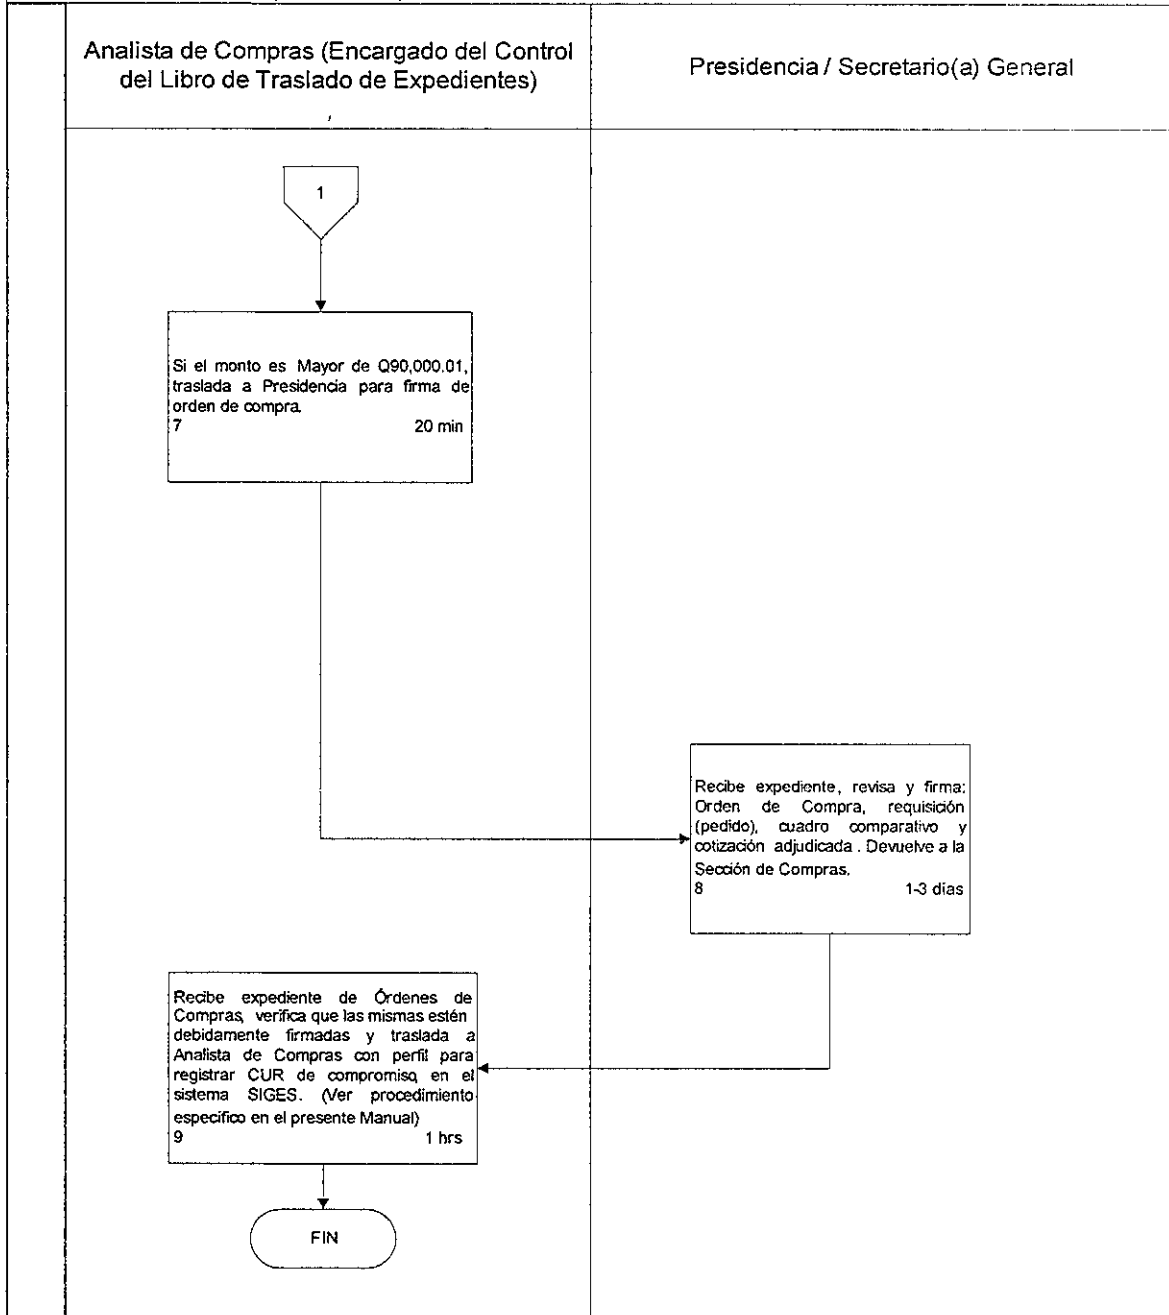 Analista de Compras (Encargado del Control
del Libro de Traslado de Expedientes)
Presidencia / Secretario(a) General
1
Si el monto es Mayor de Q90,000.01,
traslada a Presidencia para firma de
orden de compra.
7 20 min
Recibe expediente, revisa y firma:
Orden de Compra, requisición
(pedido), cuadro comparativo y
cotización adjudicada . Devuelve a la
Sección de Compras.
8 1-3 dias
Recibe expediente de Órdenes de
Compras, verifica que las mismas estén
debidamente firmadas y traslada a
Analista de Compras con perfil para
registrar CUR de compromiso, en el
sistema SIGES. (Ver procedimiento
especifico en el presente Manual)
9 1 hrs
FIN